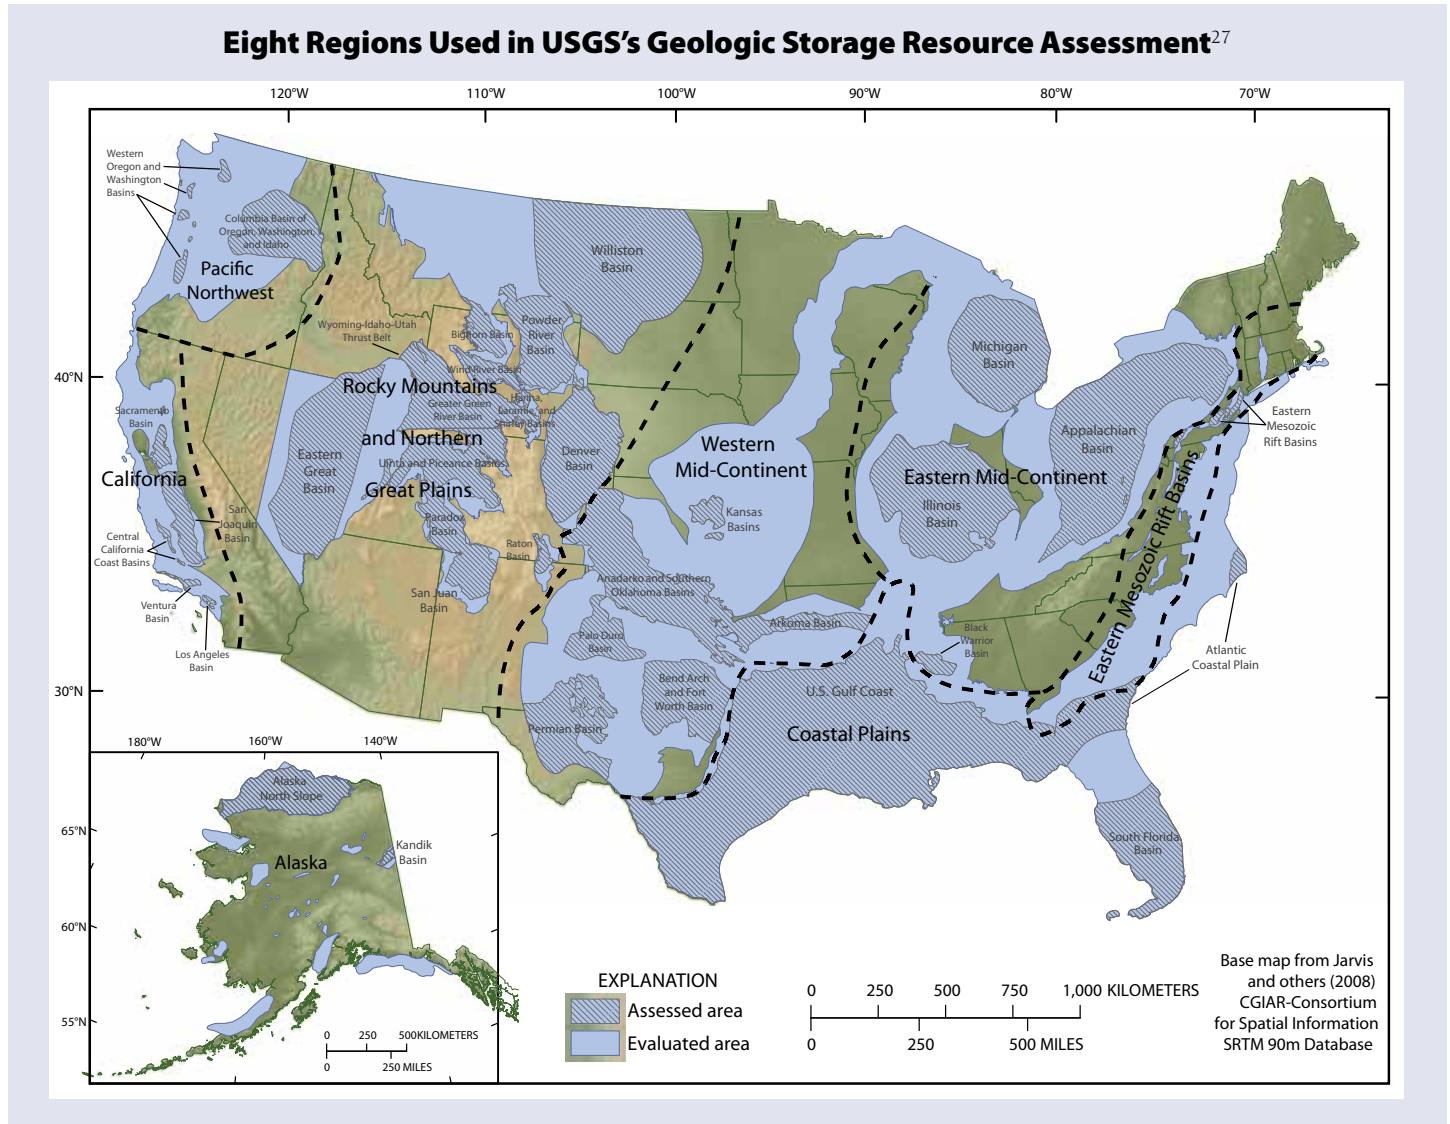 Eight Regions Used in USGS's Geologic Storage Resource Assessment27
120°W
110°W
100°W
90°W
80°W
70°W
40°N
30°N
Western
Oregon and
Washington
Basins
Columbia Basin of
Oregon, Washington,
and Idaho
Pacific
Northwest
Wyoming-Idaho-Utah
Thrust Belt
Bighorn Basin
Powder
River
Basin
Williston
Basin
Wind River Basin
Rocky Mountains
and Northern
Great Plains
Greater Green
River Basin
Hanna,
Laramie, and
Shirley Basins
Uinta and Piceance Basins
Eastern
Great
Basin
Denver
Basin
Paradox
Basin
Raton
Basin
San Juan
Basin
Sacramento
Basin
California
San
Joaquin
Basin
Central
California
Coast Basins
Ventura
Basin
Los Angeles
Basin
Western
Mid-Continent
Kansas
Basins
Anadarko and Southern
Oklahoma Basins
Arkoma Basin
Palo Duro
Basin
Bend Arch
and Fort
Worth Basin
Permian Basin
Michigan
Basin
Eastern Mid-Continent
Illinois
Basin
Appalachian
Basin
Black
Warrior
Basin
Eastern
Mesozoic
Rift Basins
Eastern Mesozoic Rift Basins
Atlantic
Coastal Plain
U.S. Gulf Coast
Coastal Plains
South Florida
Basin
180°W
160°W
140°W
65°N
60°N
55°N
Alaska
North Slope
Kandik
Basin
Alaska
0 250 500 KILOMETERS
0 250 MILES
EXPLANATION
Assessed area
Evaluated area
0 250 500 750 1,000 KILOMETERS
0 250 500 MILES
Base map from Jarvis
and others (2008)
CGIAR-Consortium
for Spatial Information
SRTM 90m Database